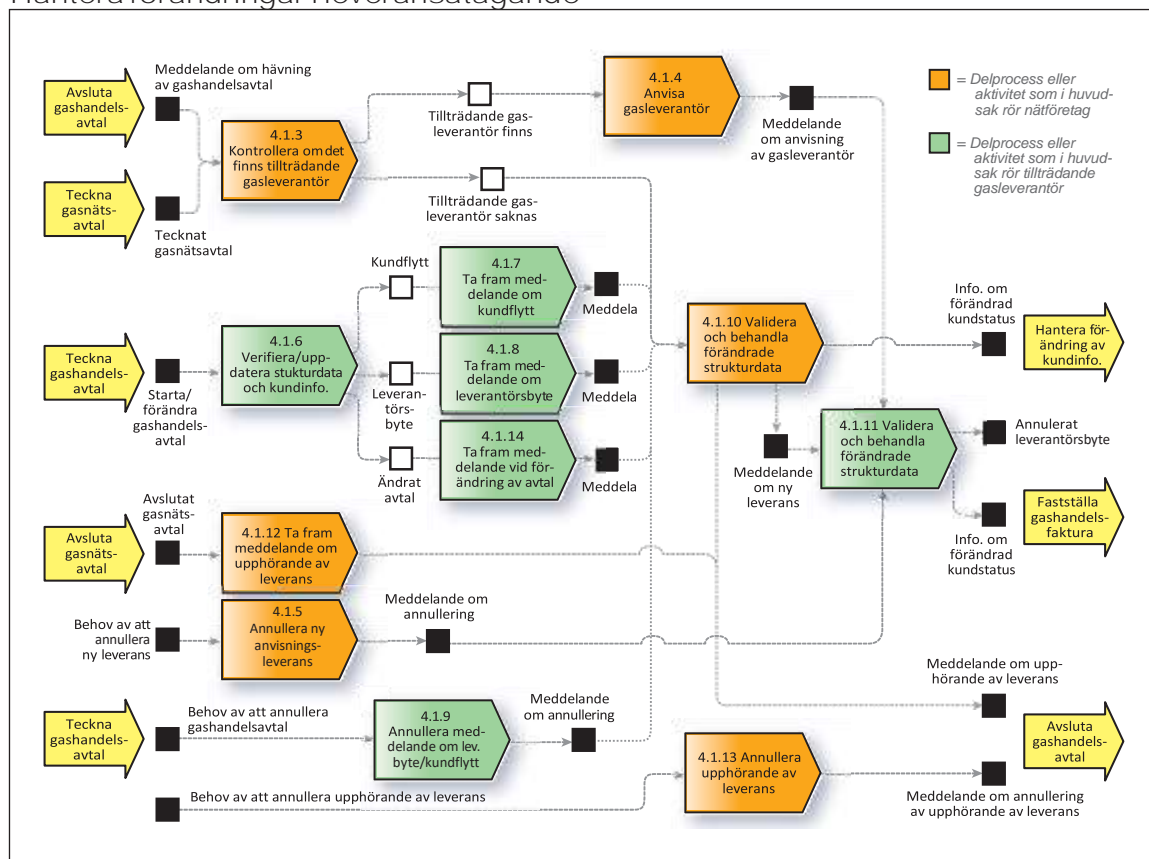 Hantera förändringar i leveransåtagande
Avsluta
gashandels-
avtal
Meddelande om hävning
av gashandelsavtal
4.1.3
Kontrollera om det
finns tillträdande
gasleverantör
Teckna
gasnäts-
avtal
Tecknat
gasnätsavtal
Tillträdande gas-
leverantör finns
Tillträdande gas-
leverantör saknas
4.1.4
Anvisa
gasleverantör
Meddelande
om anvisning
av gasleverantör
= Delprocess eller
aktivitet som i huvud-
sak rör nätföretag
= Delprocess eller
aktivitet som i huvud-
sak rör tillträdande
gasleverantör
Teckna
gashandels-
avtal
Starta/
förändra
gashandels-
avtal
4.1.6
Verifiera/upp-
datera stukturdata
och kundinfo.
Kundflytt
Leveran-
törs-
byte
Ändrat
avtal
4.1.7
Ta fram med-
delande om
kundflytt
Meddela
4.1.8
Ta fram med-
delande om
leverantörsbyte
Meddela
4.1.14
Ta fram med-
delande vid för-
ändring av avtal
Meddela
4.1.10 Validera
och behandla
förändrade
strukturdata
Meddelande
om ny
leverans
4.1.11 Validera
och behandla
förändrade
strukturdata
Info. om
förändrad
kundstatus
Hantera för-
ändring av
kundinfo.
Annulerat
leverantörsbyte
Info. om
förändrad
kundstatus
Fastställa
gashandels-
faktura
Avsluta
gasnäts-
avtal
Avslutat
gasnäts-
avtal
4.1.12 Ta fram
meddelande om
upphörande av
leverans
Behov av att
annullera
ny leverans
4.1.5
Annullera ny
anvisnings-
leverans
Meddelande om
annullering
Teckna
gashandels-
avtal
Behov av att annullera
gashandelsavtal
4.1.9
Annullera med-
delande om lev.
byte/kundflytt
Meddelande
om annullering
Behov av att annullera upphörande av leverans
4.1.13 Annullera
upphörande av
leverans
Meddelande om upp-
hörande av leverans
Avsluta
gashandels-
avtal
Meddelande om annullering
av upphörande av leverans